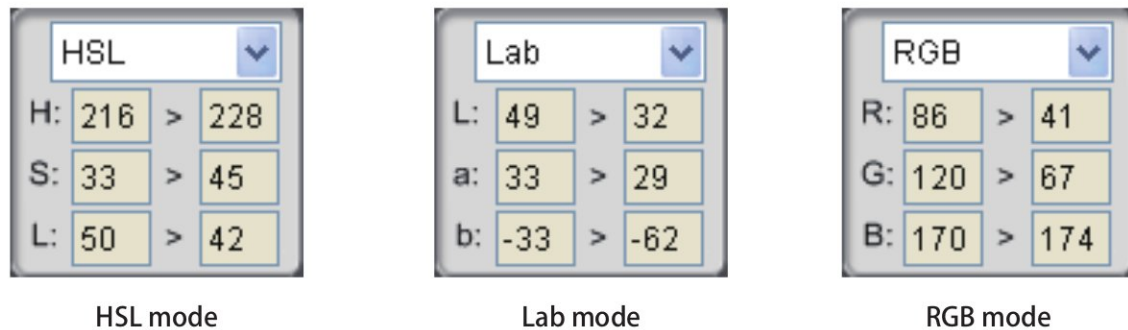 HSL
H: 216 > 228
S: 33 > 45
L: 50 > 42
HSL mode
Lab
L: 49 > 32
a: 33 > 29
b: -33 > -62
Lab mode
RGB
R: 86 > 41
G: 120 > 67
B: 170 > 174
RGB mode